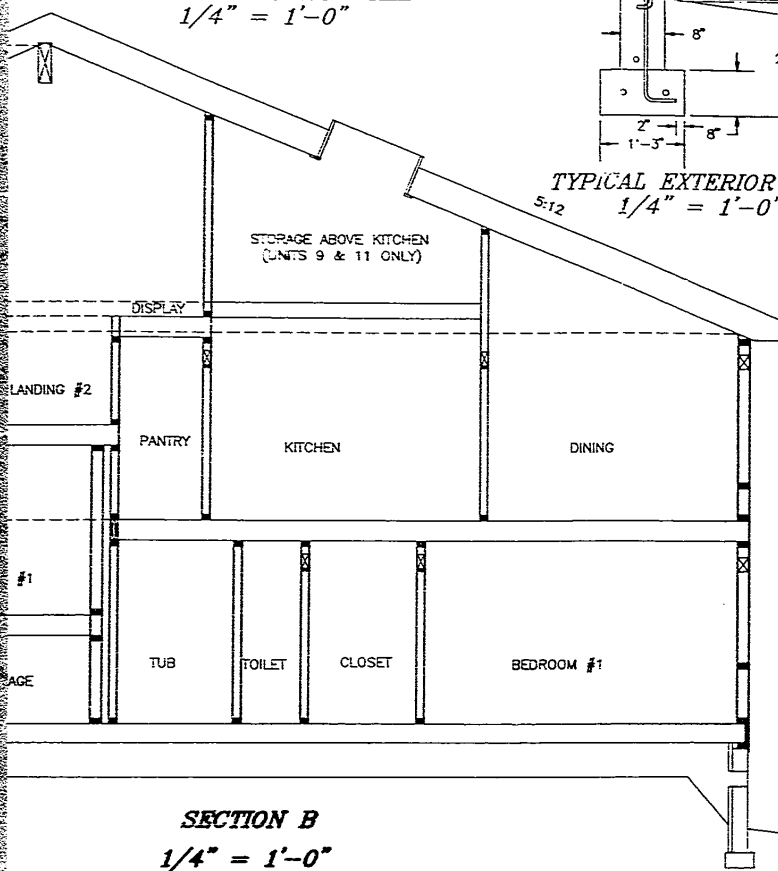 1/4" = 1'-0"
8"
2"
8"
1'-3"
TYPICAL EXTERIOR
1/4" = 1'-0"
5:12
STORAGE ABOVE KITCHEN
(UNITS 9 & 11 ONLY)
DISPLAY
LANDING #2
PANTRY
KITCHEN
DINING
#1
TUB
TOILET
CLOSET
BEDROOM #1
AGE
SECTION B
1/4" = 1'-0"